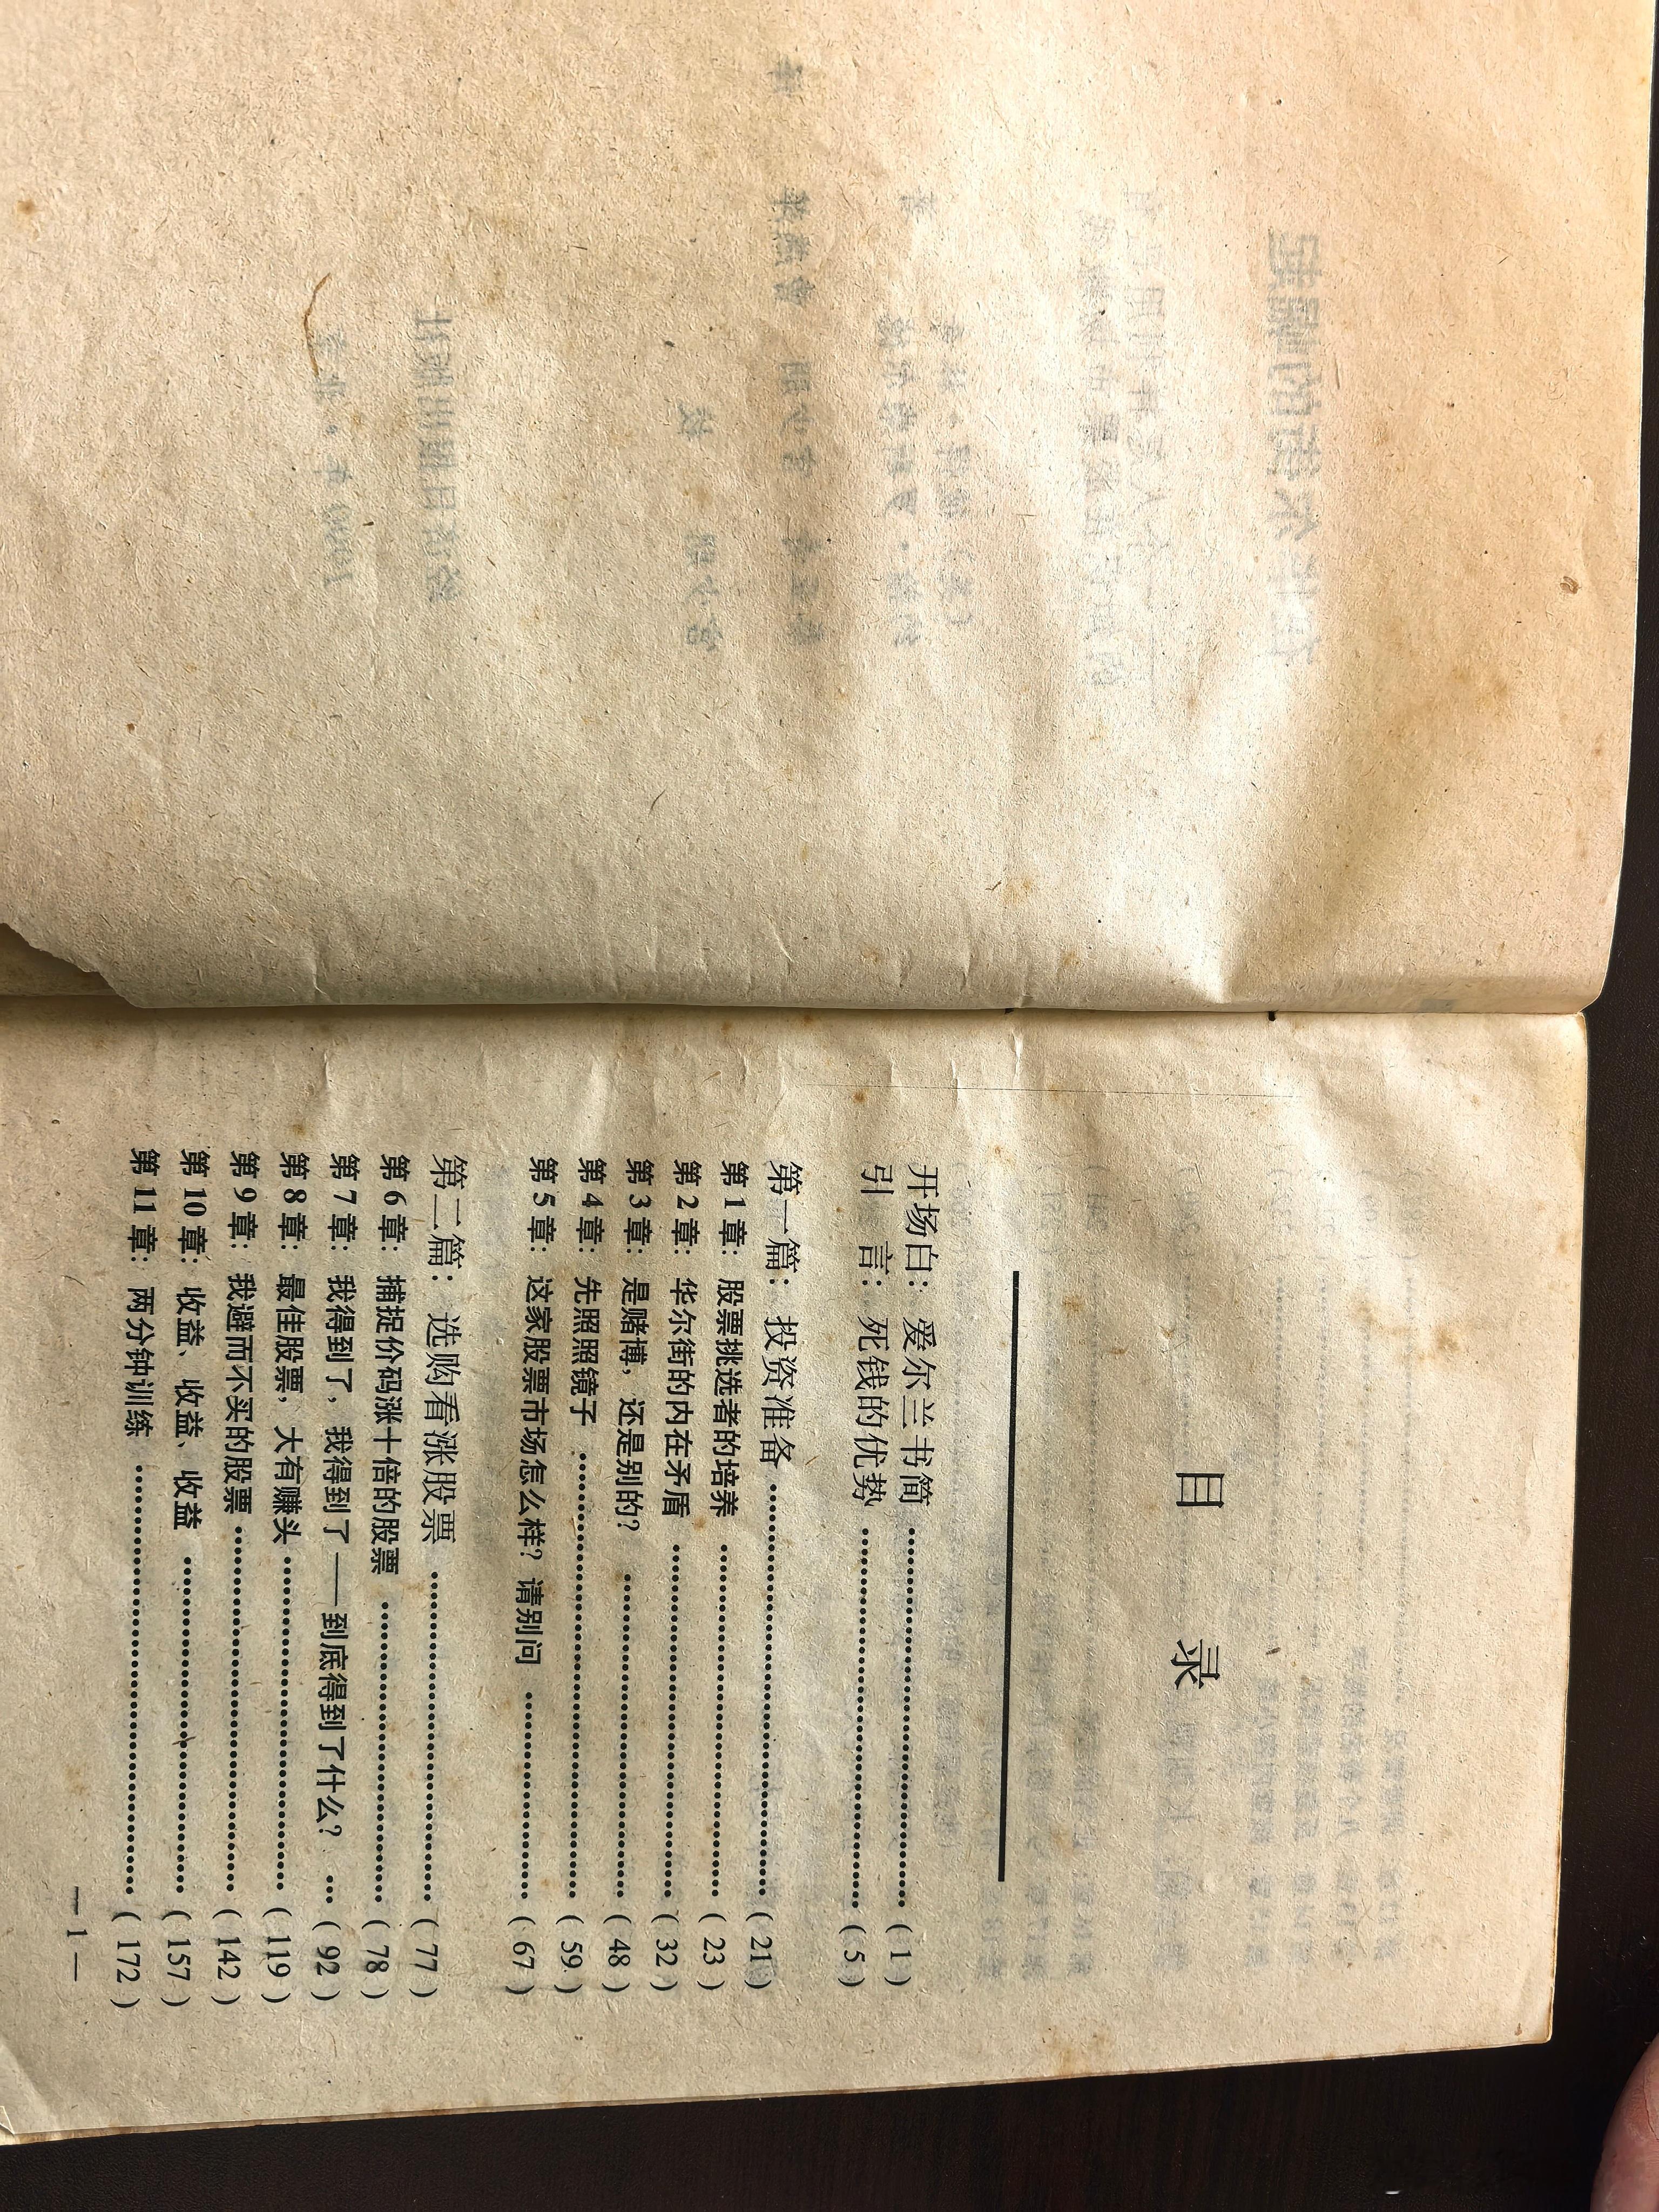 目 录
开场白：爱尔兰书简 ……………………………… ( 1 )
引 言：死钱的优势 ……………………………… ( 5 )
第一篇：投资准备 ……………………………… ( 21 )
第 1 章：股票挑选者的培养 ……………………………… ( 23 )
第 2 章：华尔街的内在矛盾 ……………………………… ( 32 )
第 3 章：是赌博，还是别的？ ……………………………… ( 48 )
第 4 章：先照照镜子 ……………………………… ( 59 )
第 5 章：这家股票市场怎么样？请别问 ……………… ( 67 )
第二篇：选购看涨股票 ……………………………… ( 77 )
第 6 章：捕捉价码涨十倍的股票 ……………………………… ( 78 )
第 7 章：我得到了，我得到了——到底得到了什么？ … ( 92 )
第 8 章：最佳股票，大有赚头 ……………………………… ( 119 )
第 9 章：我避而不买的股票 ……………………………… ( 142 )
第 10 章：收益、收益、收益 ……………………………… ( 157 )
第 11 章：两分钟训练 ……………………………… ( 172 )
— 1 —